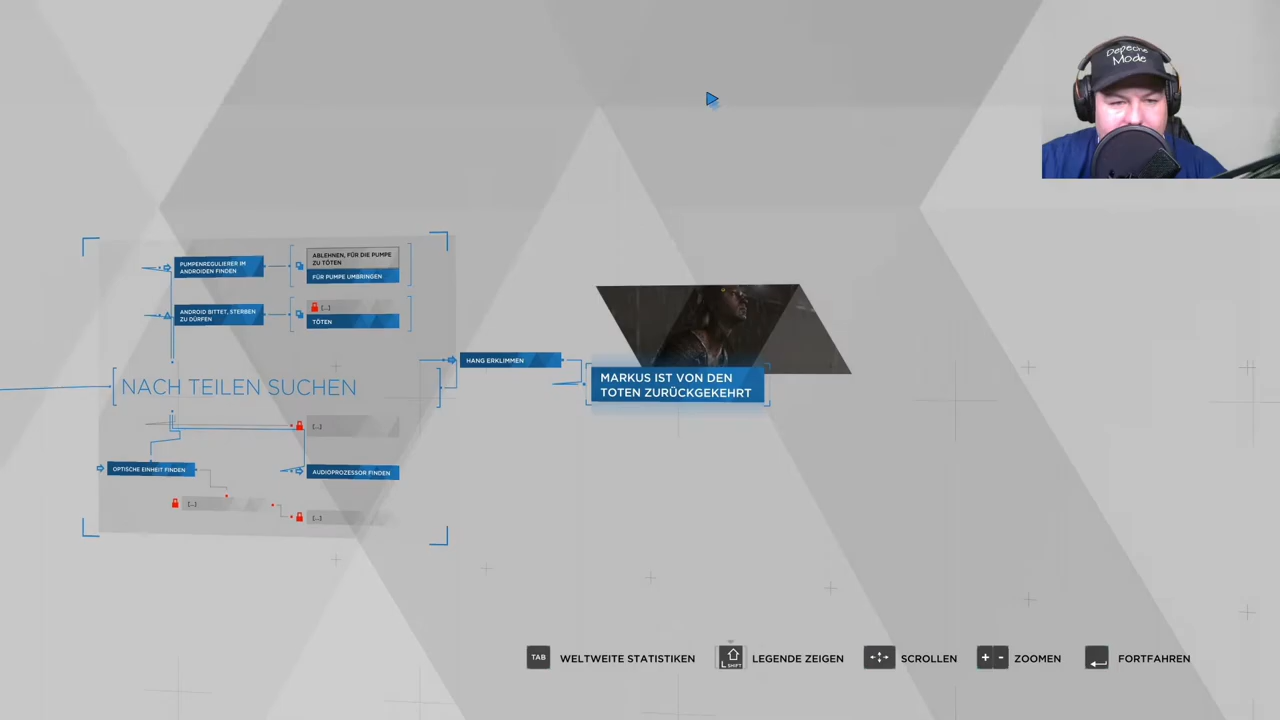 Depeche
Mode
PUMPENREGULIERER IM
ANDROIDEN FINDEN
ABLEHNEN, FÜR DIE PUMPE
ZU TÖTEN
FÜR PUMPE UMBRINGEN
ANDROID BITTET, STERBEN
ZU DÜRFEN
[...]
TÖTEN
HANG ERKLIMMEN
NACH TEILEN SUCHEN
MARKUS IST VON DEN
TOTEN ZURÜCKGEKEHRT
[...]
OPTISCHE EINHEIT FINDEN
AUDIOPROZESSOR FINDEN
[...]
[...]
TAB WELTWEITE STATISTIKEN
L SHIFT LEGENDE ZEIGEN
SCROLLEN
+ - ZOOMEN
FORTFAHREN